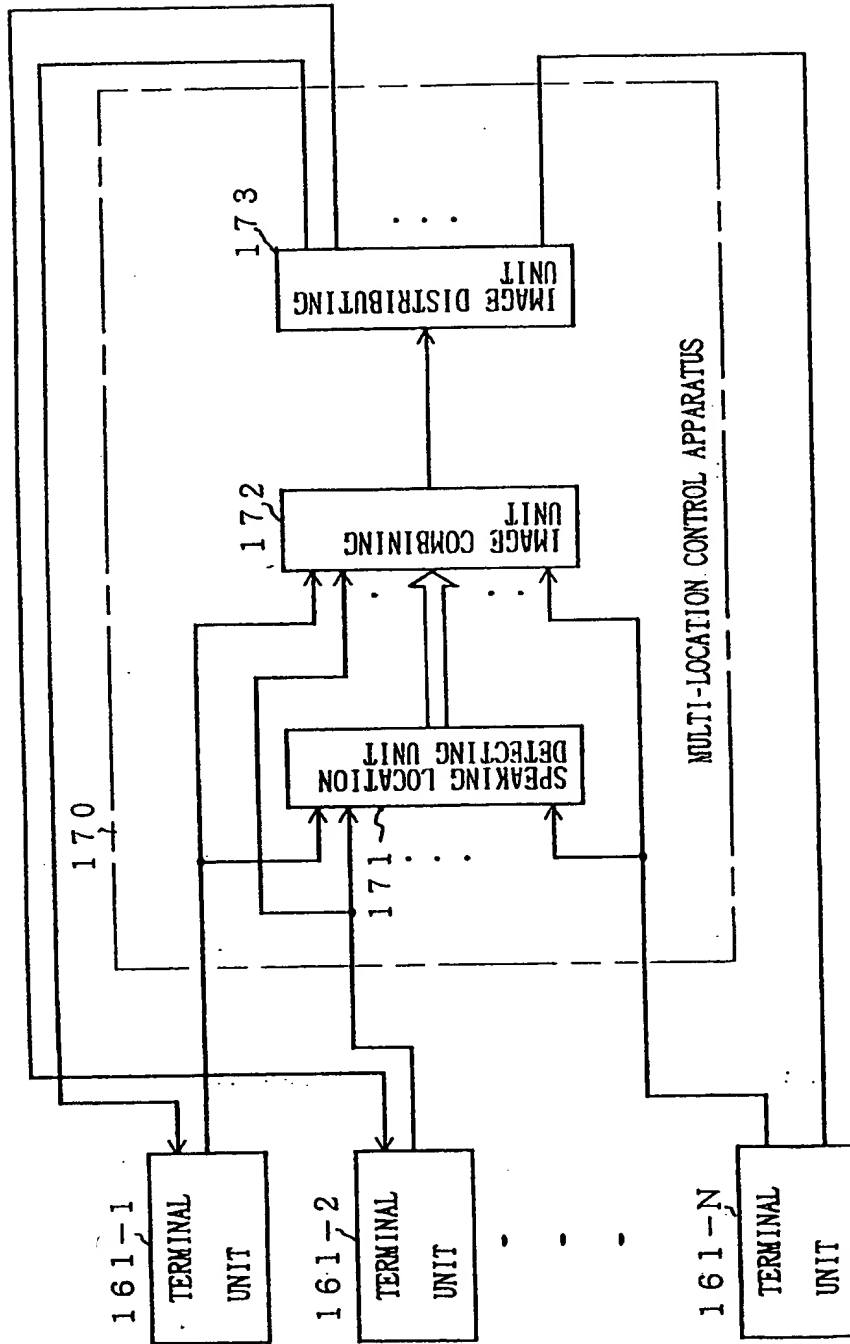 161-1
TERMINAL
UNIT
161-2
TERMINAL
UNIT
161-N
TERMINAL
UNIT
170
171
SPEAKING LOCATION
DETECTING UNIT
172
IMAGE COMBINING
UNIT
173
IMAGE DISTRIBUTING
UNIT
MULTI-LOCATION CONTROL APPARATUS